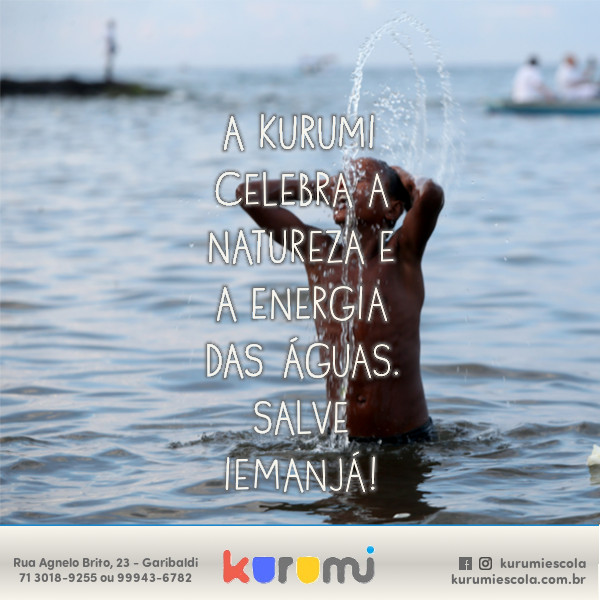 A KURUMI
CELEBRA A
NATUREZA E
A ENERGIA
DAS ÁGUAS.
SALVE
IEMANJÁ!
Rua Agnelo Brito, 23 - Garibaldi
71 3018-9255 ou 99943-6782
kurumi
kurumiescola
kurumiescola.com.br